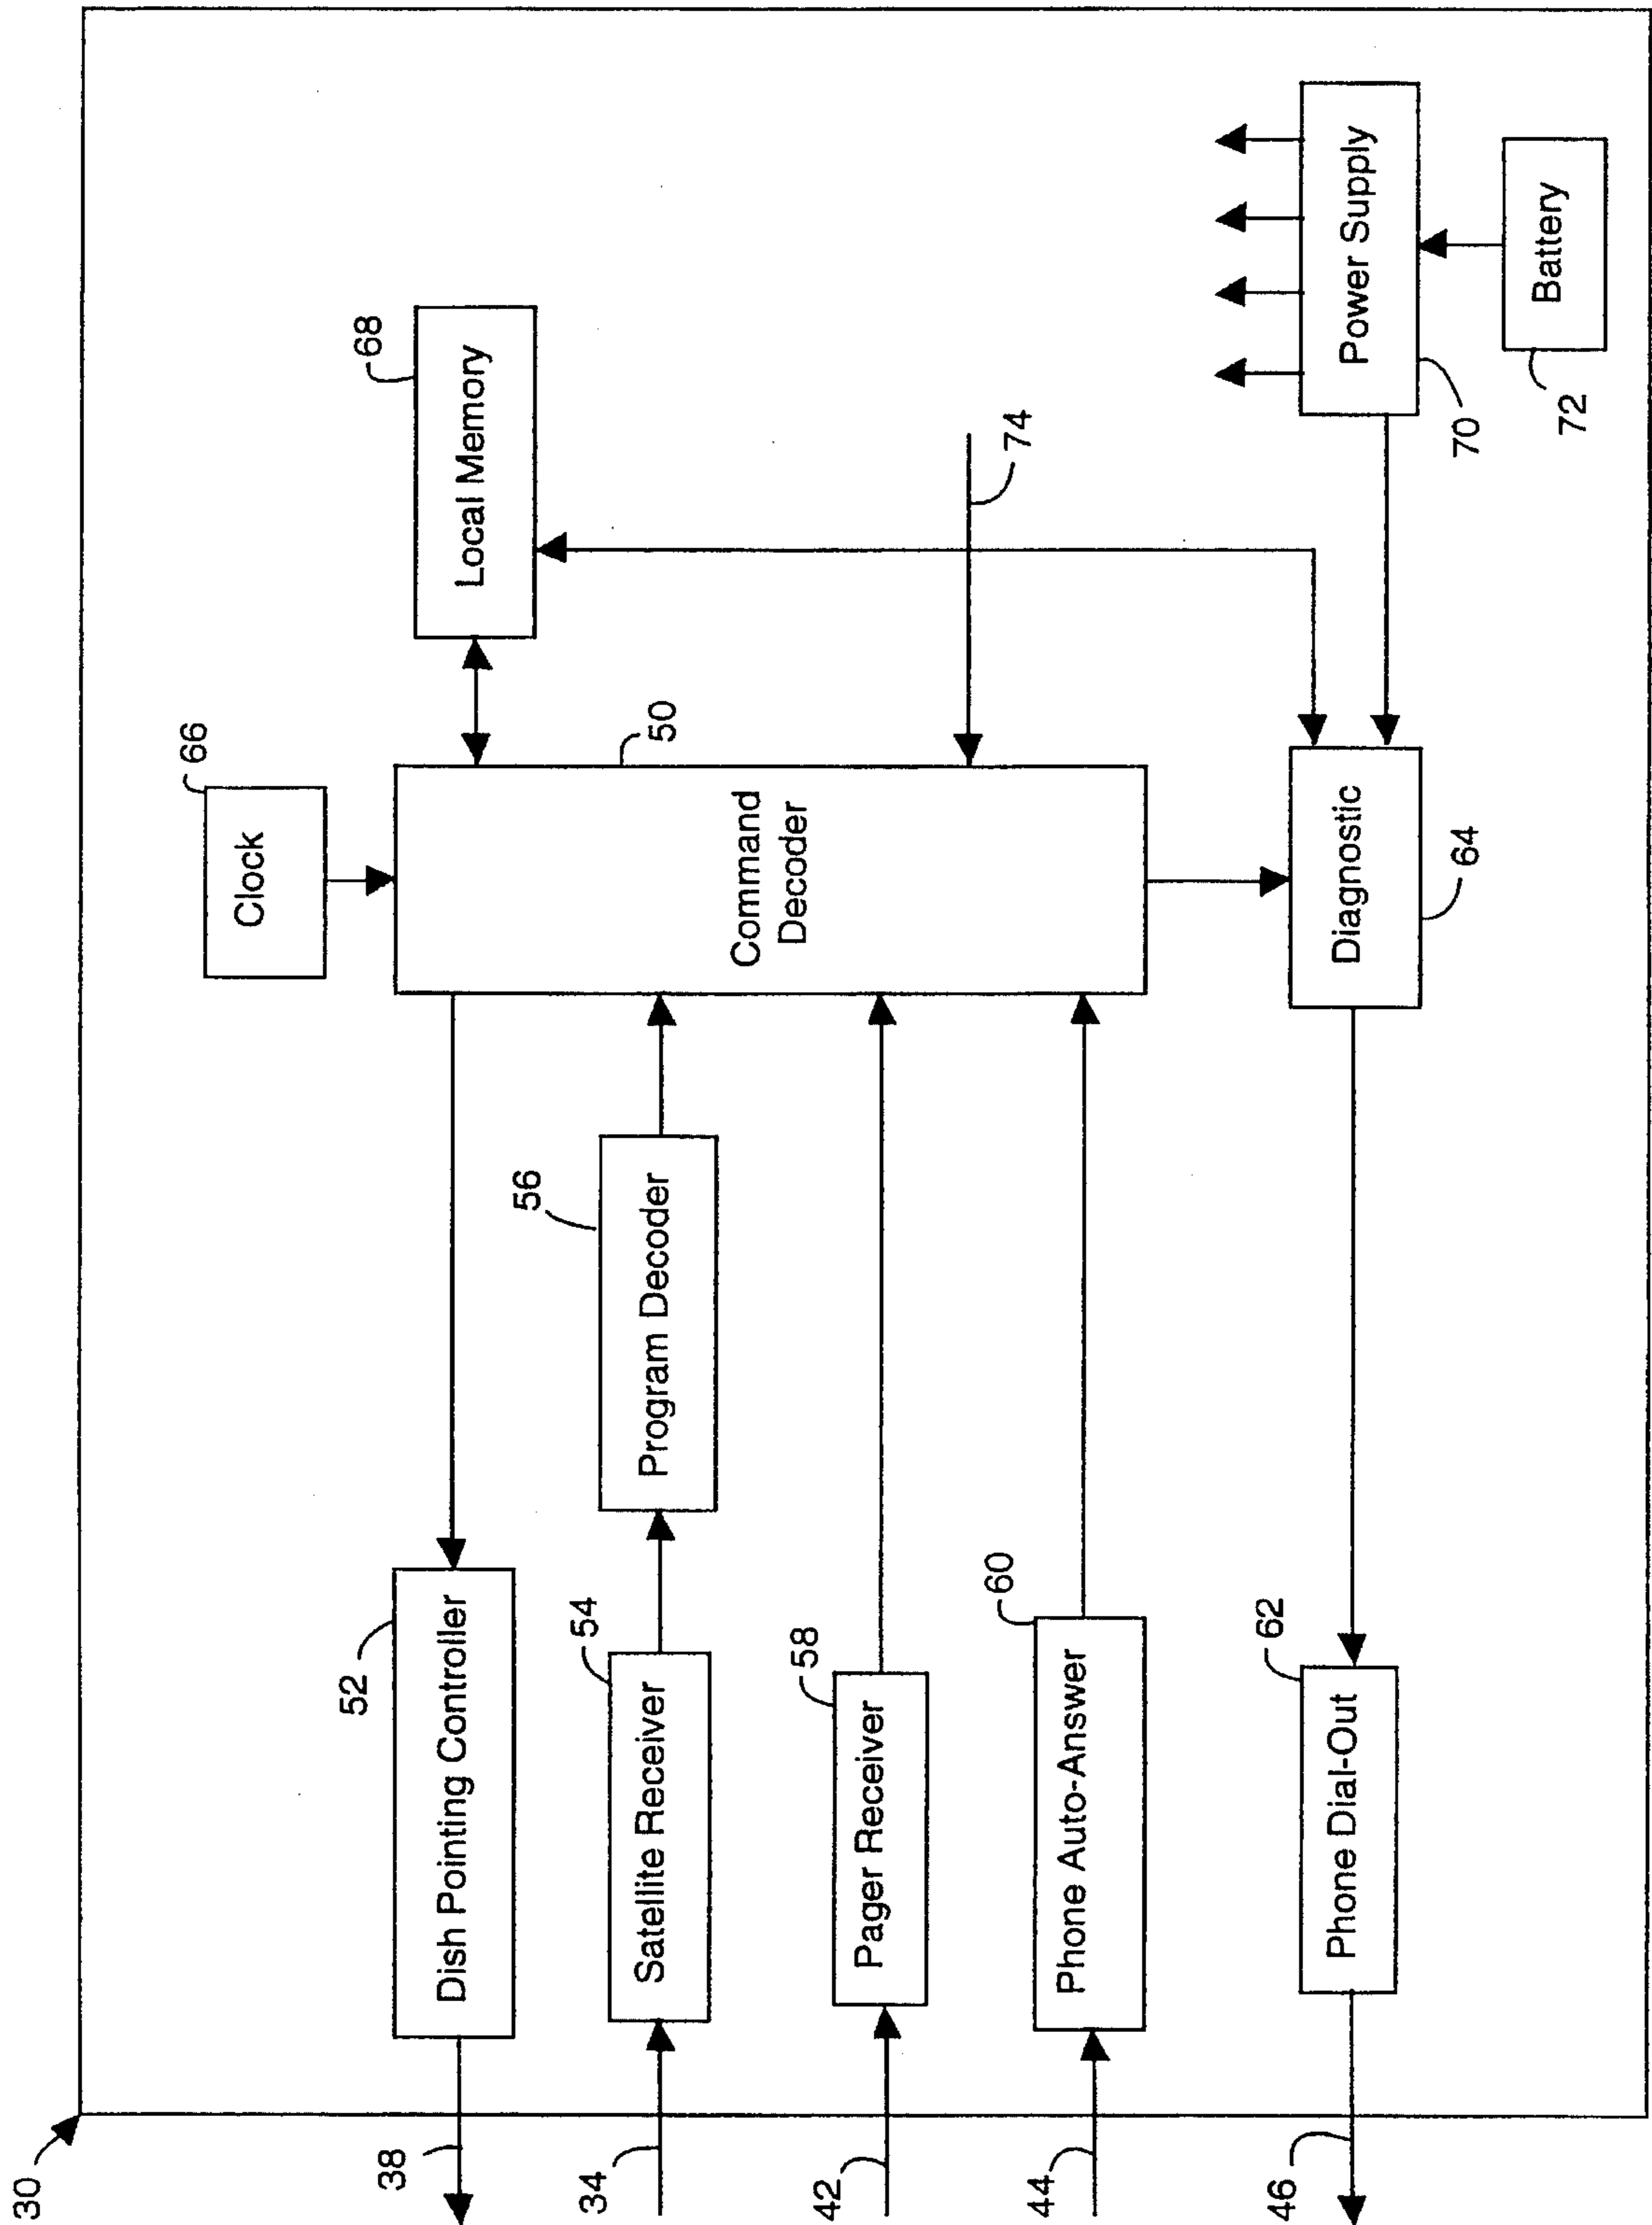 30
66
Clock
68
Local Memory
50
Command
Decoder
74
52
Dish Pointing Controller
38
54
Satellite Receiver
34
56
Program Decoder
58
Pager Receiver
42
60
Phone Auto-Answer
44
62
Phone Dial-Out
46
Diagnostic
64
Power Supply
70
Battery
72